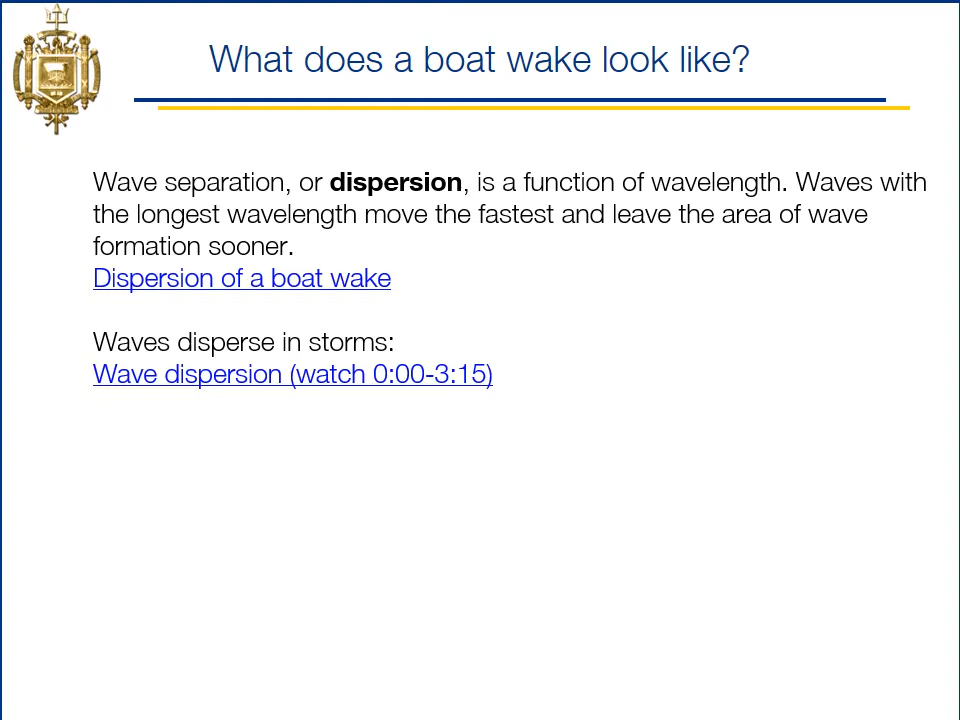 What does a boat wake look like?
Wave separation, or dispersion, is a function of wavelength. Waves with
the longest wavelength move the fastest and leave the area of wave
formation sooner.
Dispersion of a boat wake
Waves disperse in storms:
Wave dispersion (watch 0:00-3:15)